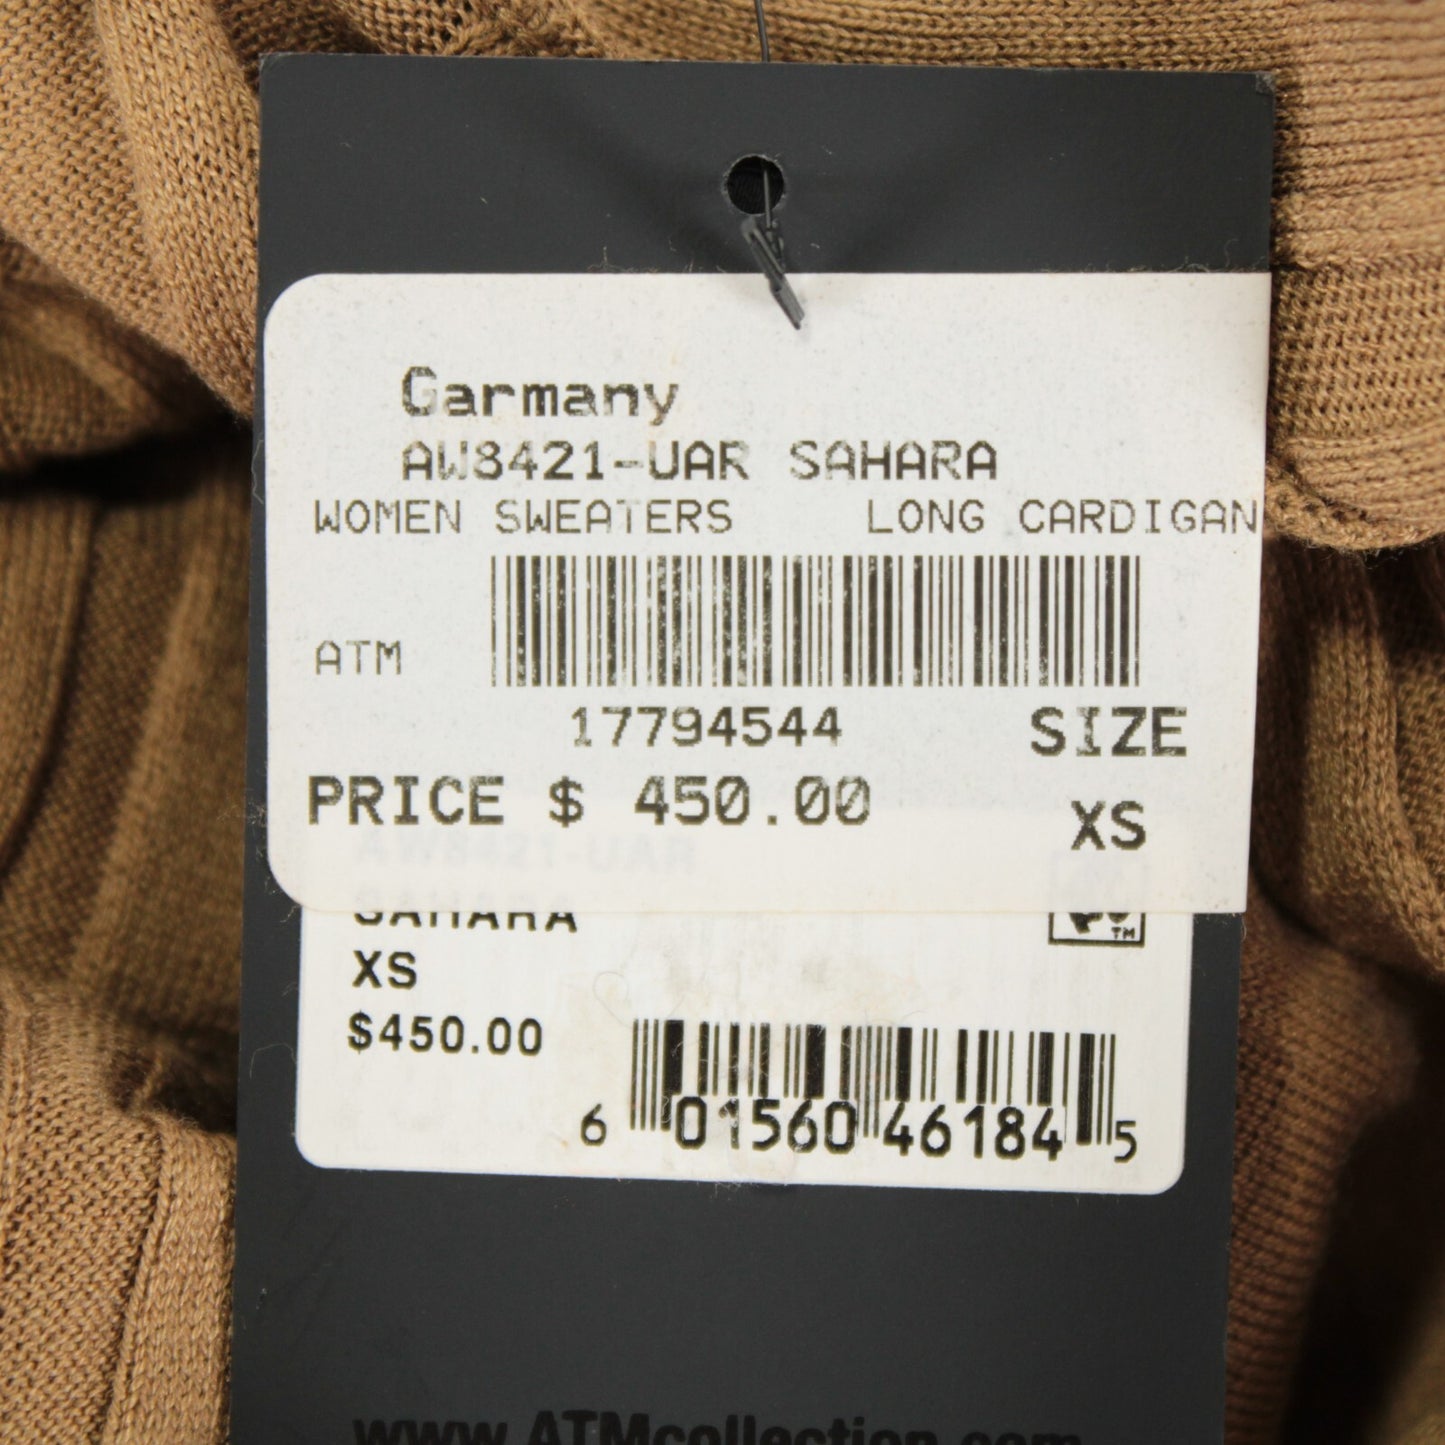 Garmany
AW8421-UAR SAHARA
WOMEN SWEATERS LONG CARDIGAN
ATM
17794544 SIZE
PRICE $ 450.00 XS
AW8421-UAR
SAHARA
TM
XS
$450.00
6 01560 46184 5
www.ATMcollection.com